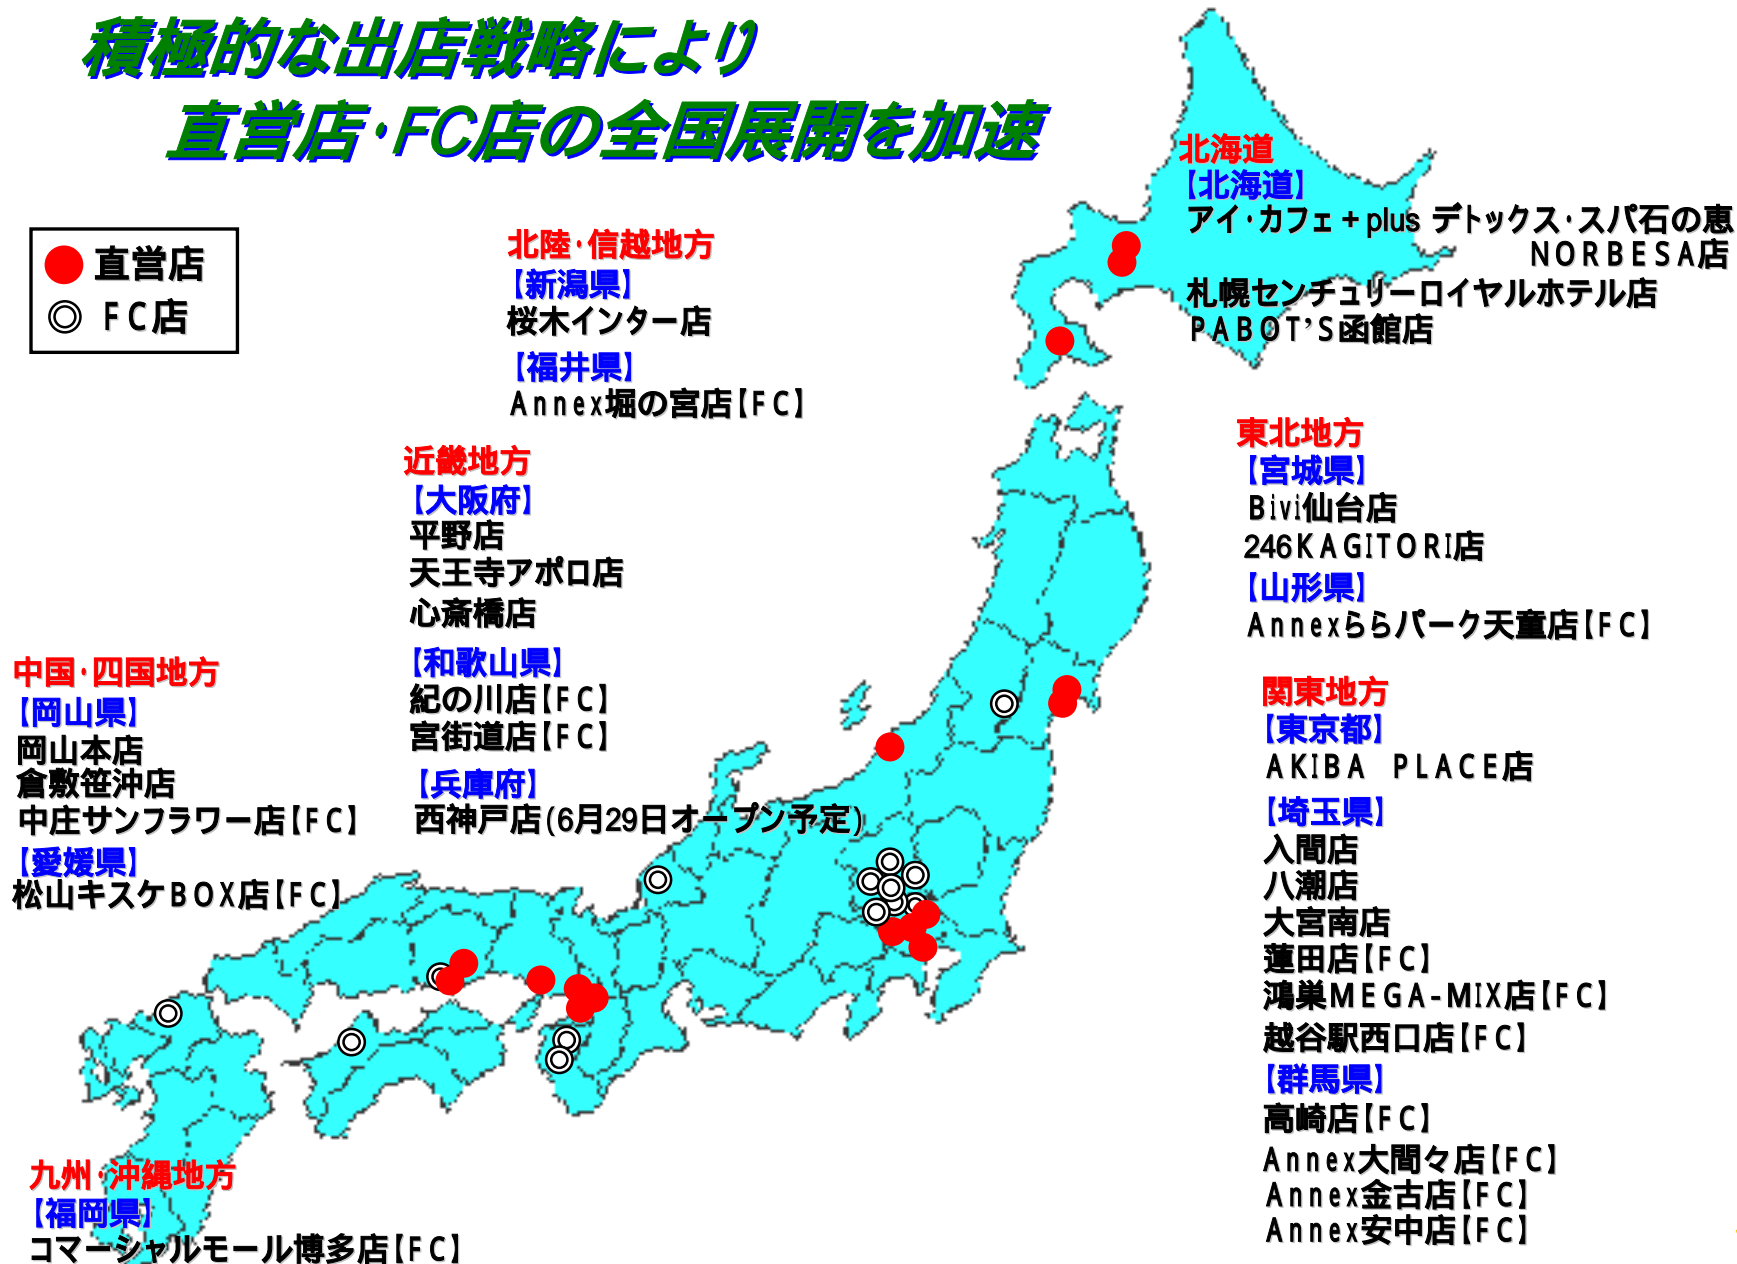 積極的な出店戦略により
直営店・FC店の全国展開を加速
直営店
FC店
北海道
【北海道】
アイ・カフェ+plus デトックス・スパ石の恵
NORBESA店
札幌センチュリーロイヤルホテル店
PABOT'S函館店
北陸・信越地方
【新潟県】
桜木インター店
【福井県】
Annex堀の宮店【FC】
近畿地方
【大阪府】
平野店
天王寺アポロ店
心斎橋店
【和歌山県】
紀の川店【FC】
宮街道店【FC】
【兵庫府】
西神戸店(6月29日オープン予定)
東北地方
【宮城県】
Bivi仙台店
246KAGITORI店
【山形県】
Annexららパーク天童店【FC】
中国・四国地方
【岡山県】
岡山本店
倉敷笹沖店
中庄サンフラワー店【FC】
【愛媛県】
松山キスケBOX店【FC】
関東地方
【東京都】
AKIBA PLACE店
【埼玉県】
入間店
八潮店
大宮南店
蓮田店【FC】
鴻巣MEGA-MIX店【FC】
越谷駅西口店【FC】
【群馬県】
高崎店【FC】
Annex大間々店【FC】
Annex金古店【FC】
Annex安中店【FC】
九州・沖縄地方
【福岡県】
コマーシャルモール博多店【FC】